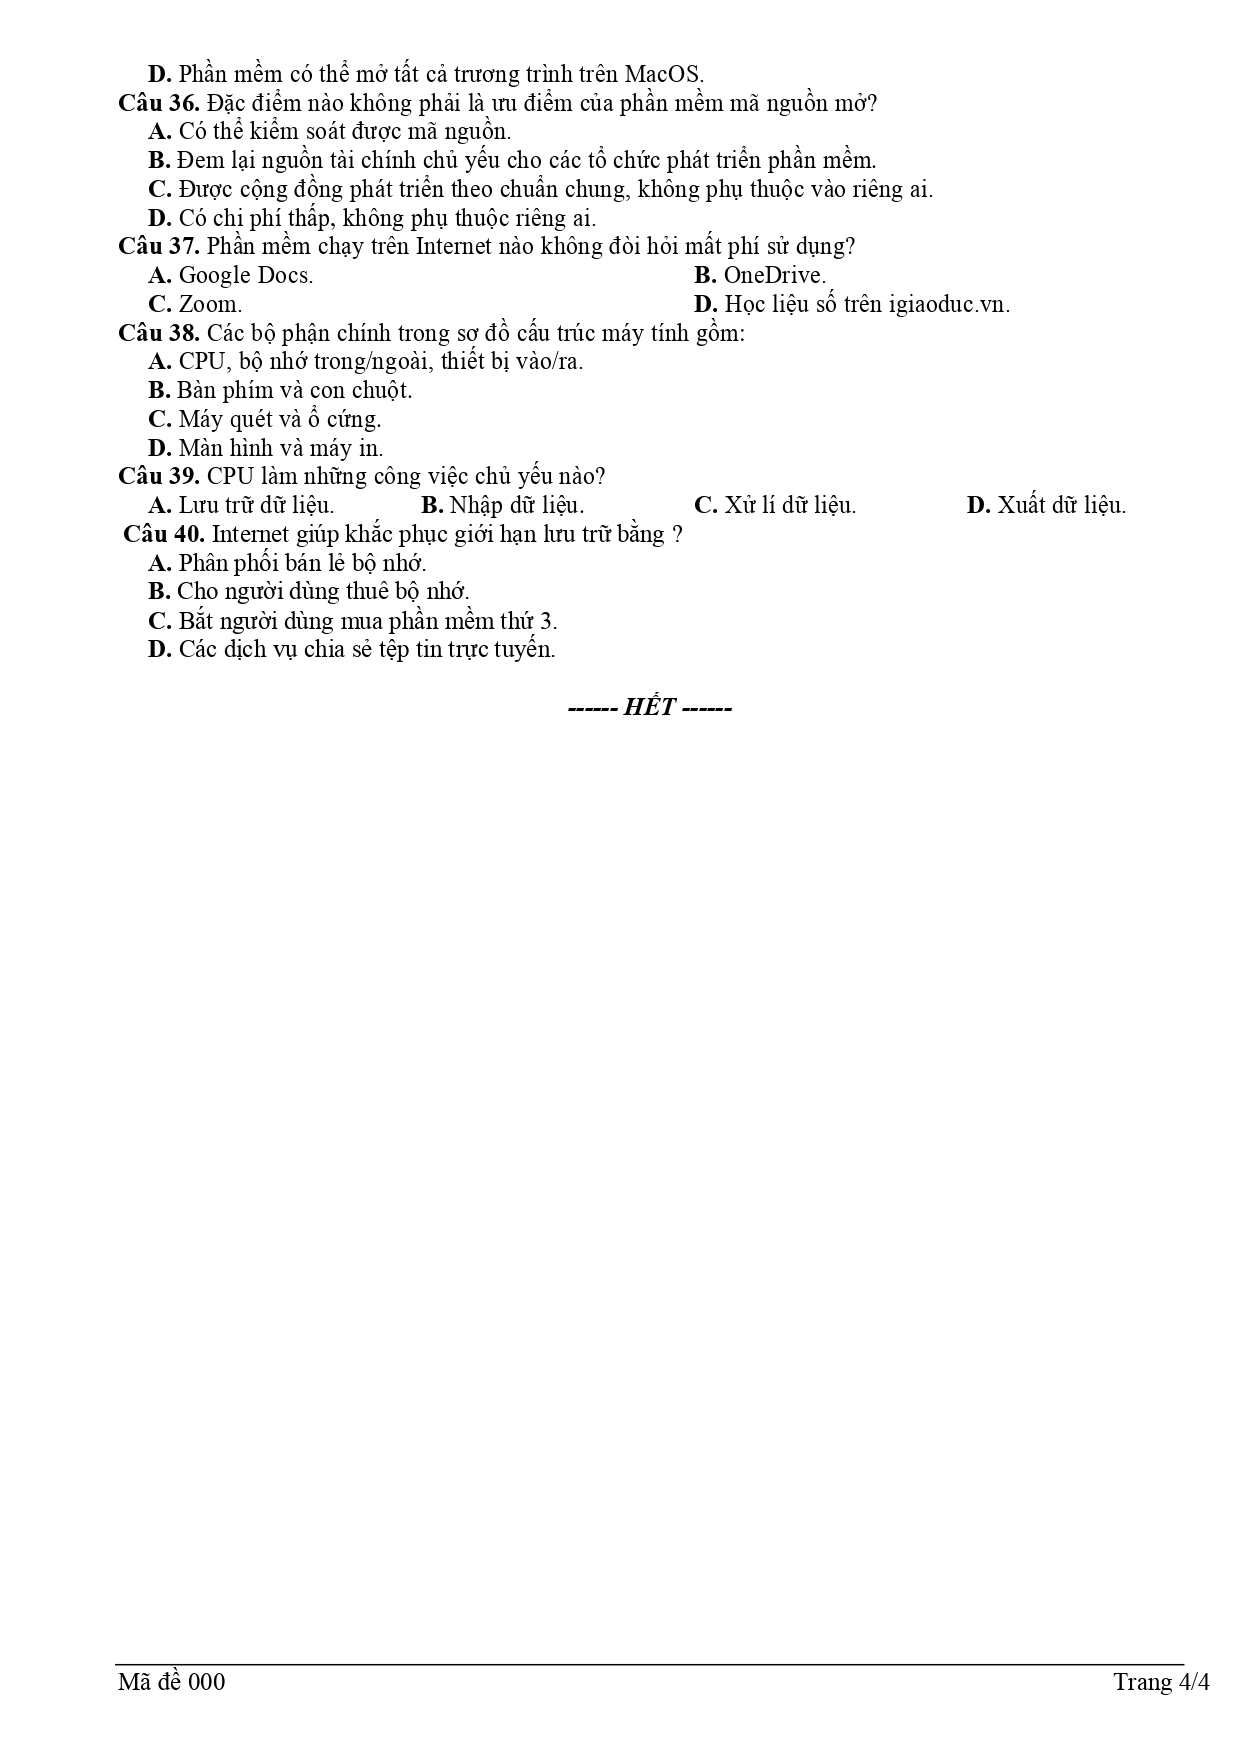 D. Phần mềm có thể mở tất cả trương trình trên MacOS.
Câu 36. Đặc điểm nào không phải là ưu điểm của phần mềm mã nguồn mở?
A. Có thể kiểm soát được mã nguồn.
B. Đem lại nguồn tài chính chủ yếu cho các tổ chức phát triển phần mềm.
C. Được cộng đồng phát triển theo chuẩn chung, không phụ thuộc vào riêng ai.
D. Có chi phí thấp, không phụ thuộc riêng ai.
Câu 37. Phần mềm chạy trên Internet nào không đòi hỏi mất phí sử dụng?
A. Google Docs. B. OneDrive.
C. Zoom. D. Học liệu số trên igiaoduc.vn.
Câu 38. Các bộ phận chính trong sơ đồ cấu trúc máy tính gồm:
A. CPU, bộ nhớ trong/ngoài, thiết bị vào/ra.
B. Bàn phím và con chuột.
C. Máy quét và ổ cứng.
D. Màn hình và máy in.
Câu 39. CPU làm những công việc chủ yếu nào?
A. Lưu trữ dữ liệu. B. Nhập dữ liệu. C. Xử lí dữ liệu. D. Xuất dữ liệu.
Câu 40. Internet giúp khắc phục giới hạn lưu trữ bằng ?
A. Phân phối bán lẻ bộ nhớ.
B. Cho người dùng thuê bộ nhớ.
C. Bắt người dùng mua phần mềm thứ 3.
D. Các dịch vụ chia sẻ tệp tin trực tuyến.
------ HẾT ------
Mã đề 000 Trang 4/4